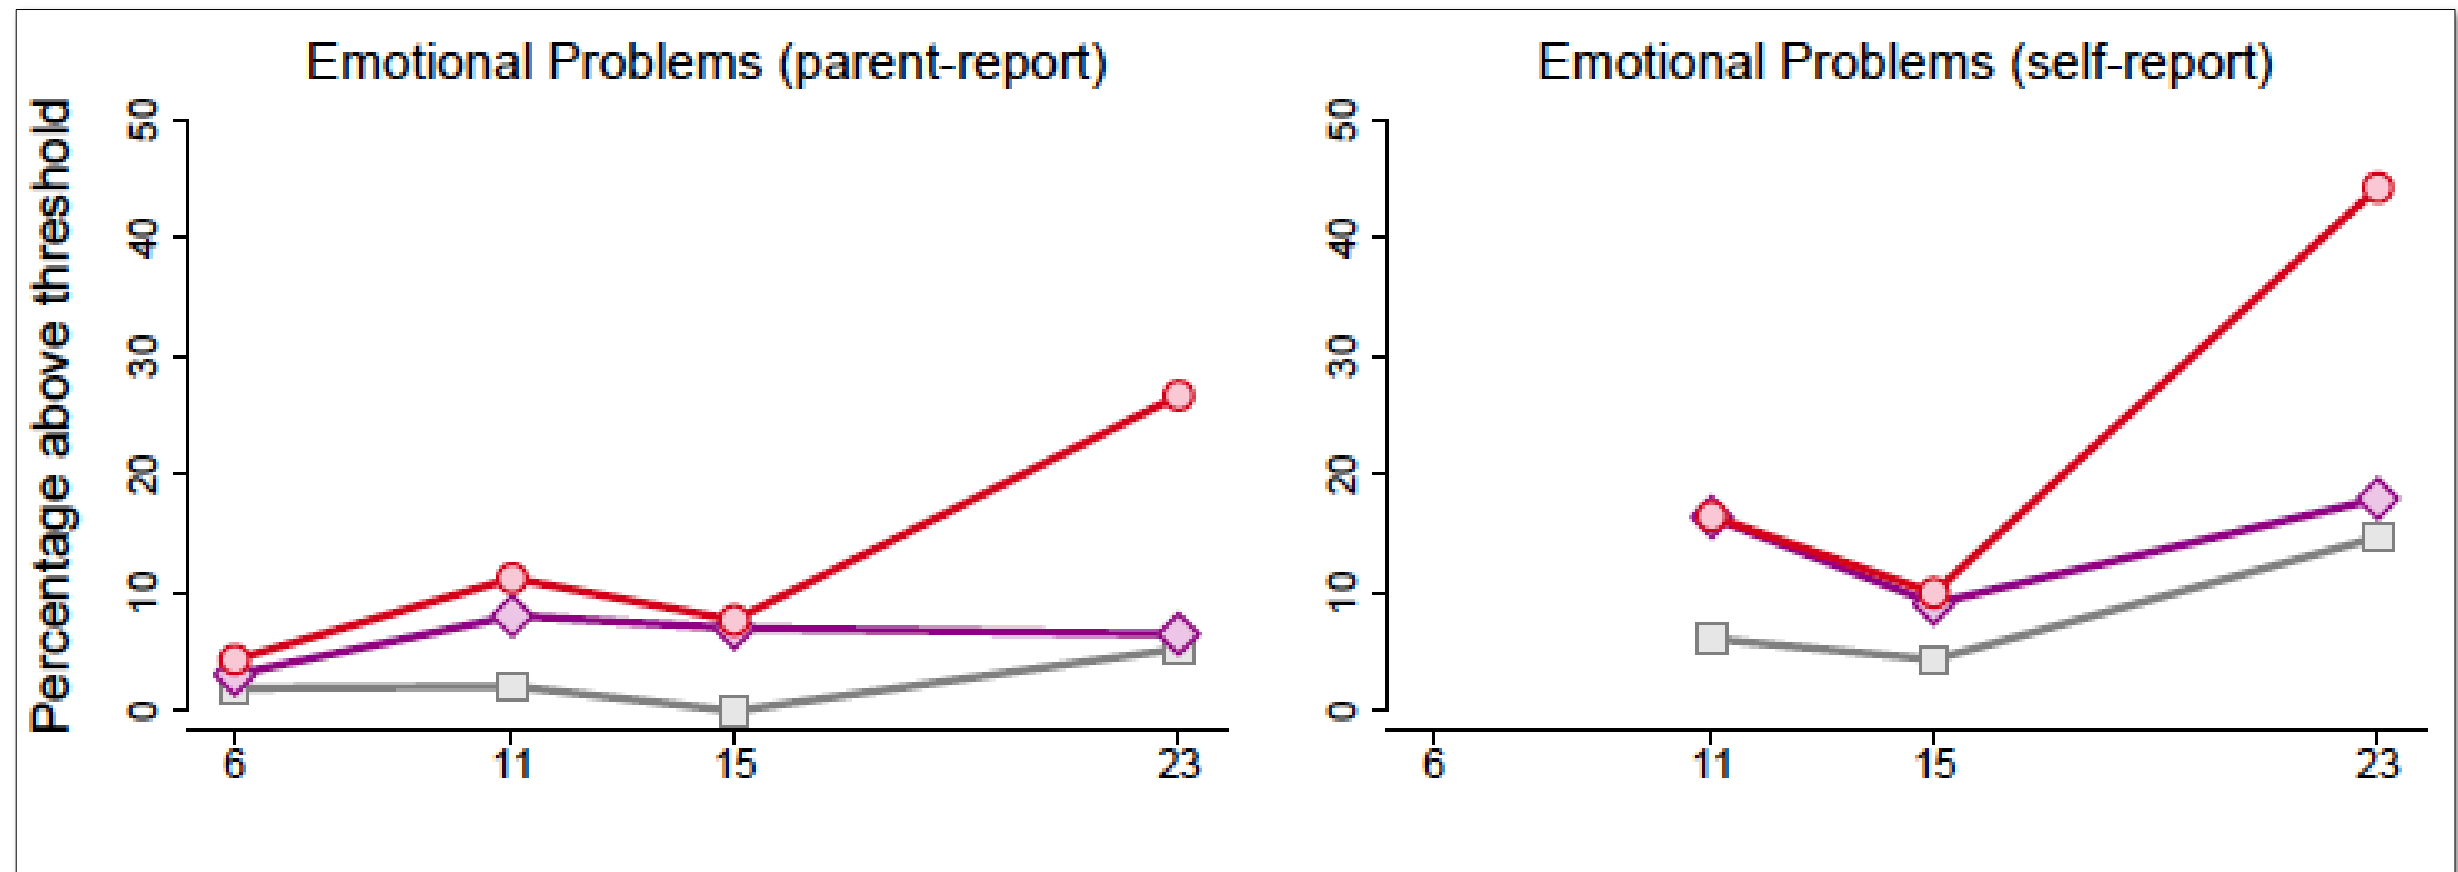 Emotional Problems (parent-report)
Percentage above threshold
50
40
30
20
10
0
6 11 15 23
Emotional Problems (self-report)
50
40
30
20
10
0
6 11 15 23